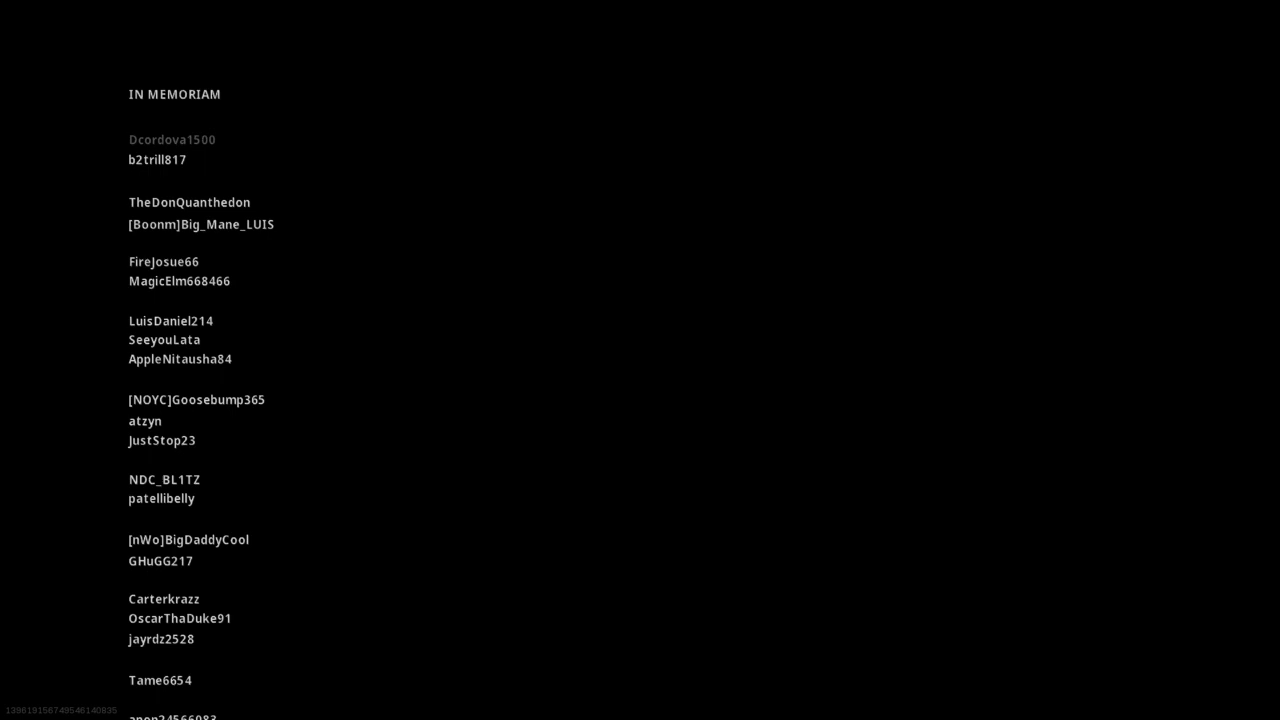 IN MEMORIAM
Dcordova1500
b2trill817
TheDonQuanthedon
[Boonm]Big_Mane_LUIS
FireJosue66
MagicElm668466
LuisDaniel214
SeeyouLata
AppleNitausha84
[NOYC]Goosebump365
atzyn
JustStop23
NDC_BL1TZ
patellibelly
[nWo]BigDaddyCool
GHuGG217
Carterkrazz
OscarThaDuke91
jayrdz2528
Tame6654